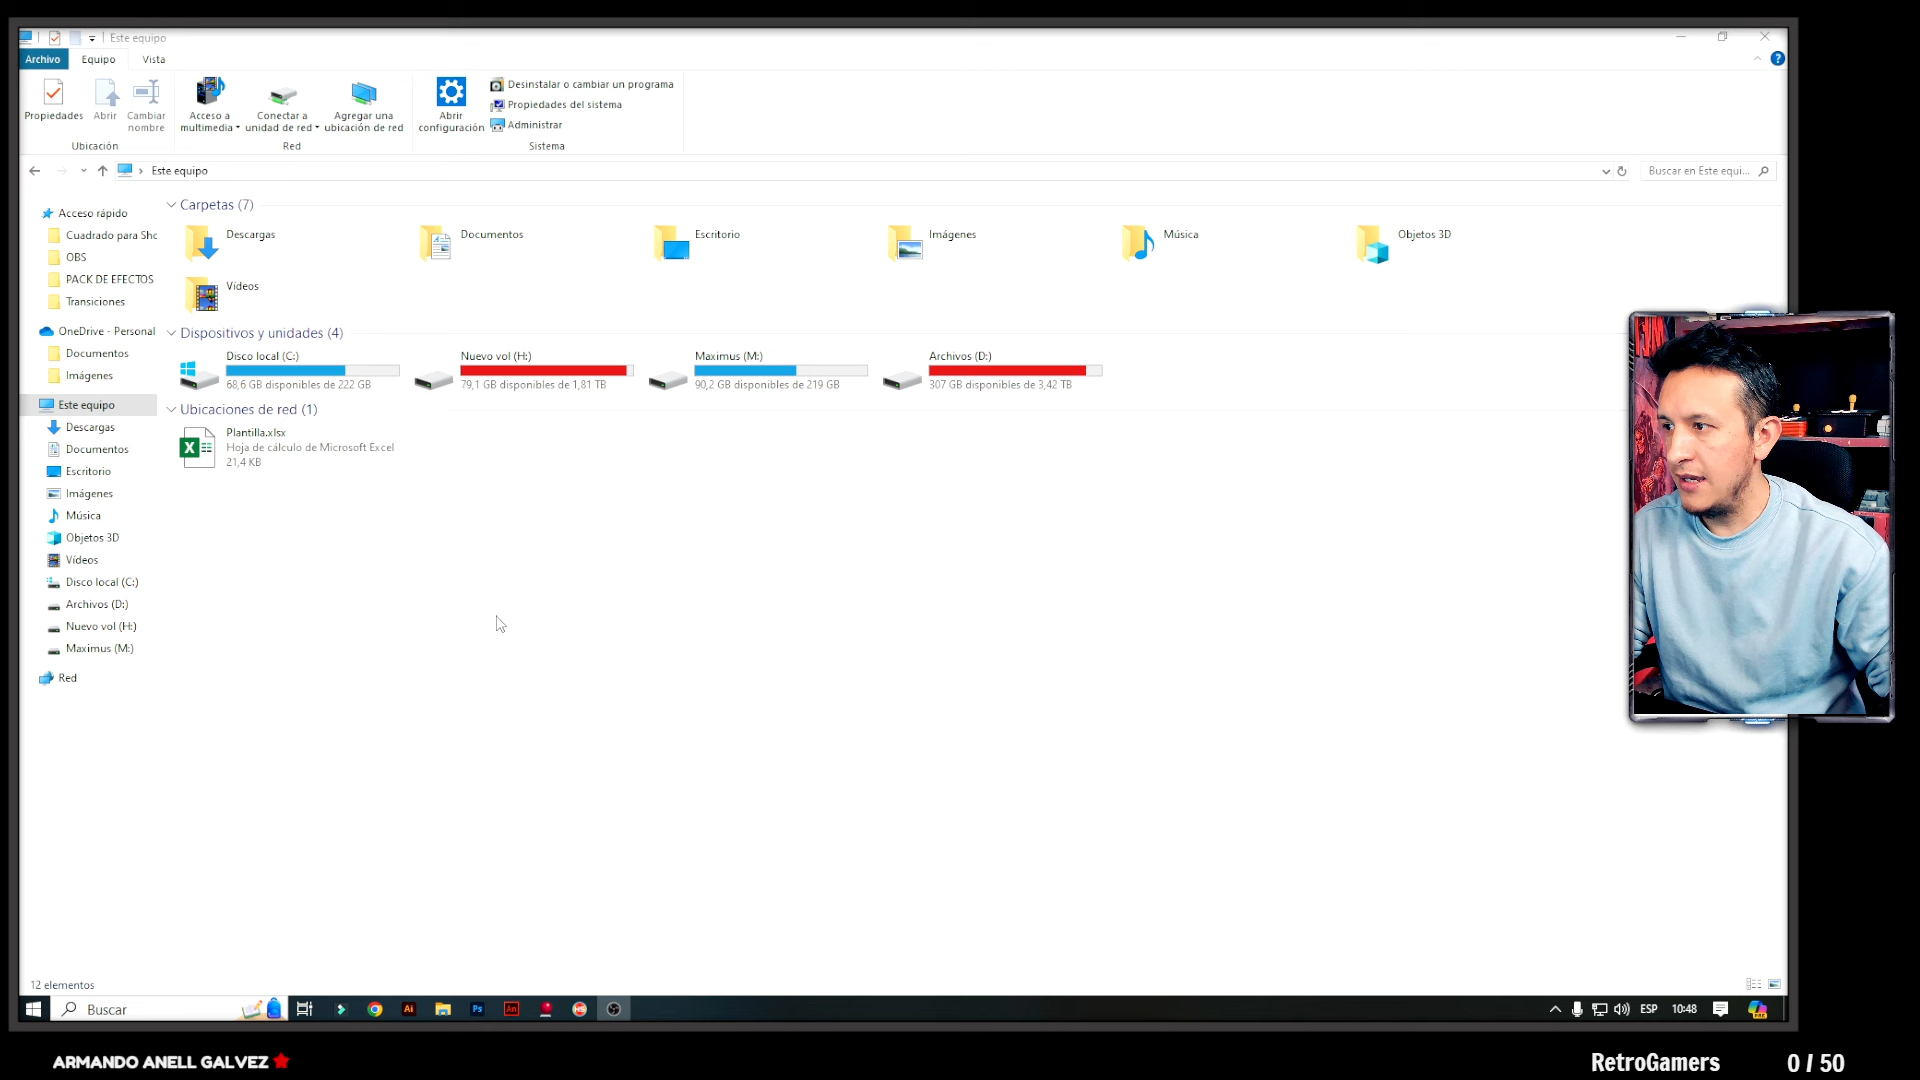 Este equipo
Archivo Equipo Vista
Propiedades
Abrir
Cambiar
nombre
Acceso a
multimedia
Conectar a
unidad de red
Agregar una
ubicación de red
Abrir
configuración
Desinstalar o cambiar un programa
Propiedades del sistema
Administrar
Ubicación
Red
Sistema
Este equipo
Buscar en Este equi...
Acceso rápido
Cuadrado para Sho
OBS
PACK DE EFECTOS
Transiciones
OneDrive - Personal
Documentos
Imágenes
Este equipo
Descargas
Documentos
Escritorio
Imágenes
Música
Objetos 3D
Vídeos
Disco local (C:)
Archivos (D:)
Nuevo vol (H:)
Maximus (M:)
Red
Carpetas (7)
Descargas
Documentos
Escritorio
Imágenes
Música
Objetos 3D
Vídeos
Dispositivos y unidades (4)
Disco local (C:)
68,6 GB disponibles de 222 GB
Nuevo vol (H:)
79,1 GB disponibles de 1,81 TB
Maximus (M:)
90,2 GB disponibles de 219 GB
Archivos (D:)
307 GB disponibles de 3,42 TB
Ubicaciones de red (1)
Plantilla.xlsx
Hoja de cálculo de Microsoft Excel
21,4 KB
12 elementos
Buscar
Ai
Ps
An
ESP
10:48
ARMANDO ANELL GALVEZ
RetroGamers
0 / 50